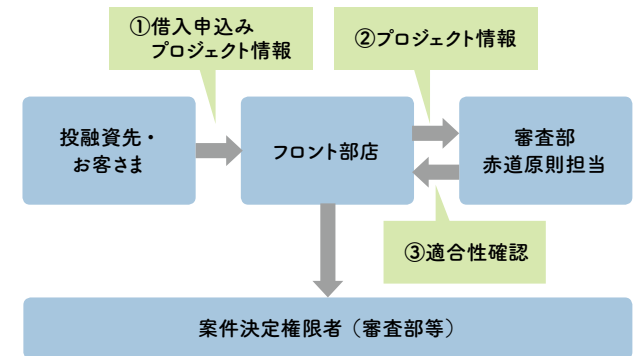 ①借入申込み
プロジェクト情報
②プロジェクト情報
投融資先・
お客さま
フロント部店
審査部
赤道原則担当
③適合性確認
案件決定権限者（審査部等）